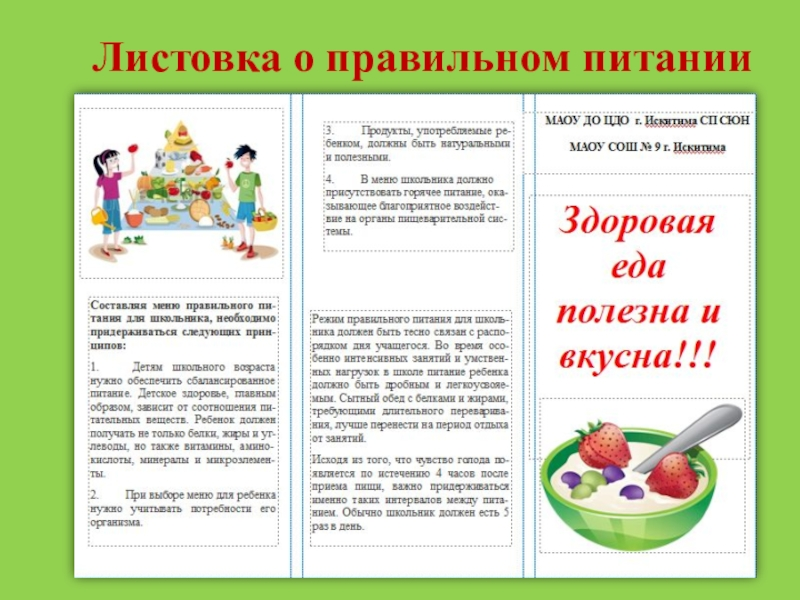 Листовка о правильном питании
Составляя меню правильного пи-
тания для школьника, необходимо
придерживаться следующих прин-
ципов:
1. Детям школьного возраста
нужно обеспечить сбалансированное
питание. Детское здоровье, главным
образом, зависит от соотношения пи-
тательных веществ. Ребенок должен
получать не только белки, жиры и уг-
леводы, но также витамины, амино-
кислоты, минералы и микроэлемен-
ты.
2. При выборе меню для ребенка
нужно учитывать потребности его
организма.
3. Продукты, употребляемые ре-
бенком, должны быть натуральными
и полезными.
4. В меню школьника должно
присутствовать горячее питание, ока-
зывающее благоприятное воздейст-
вие на органы пищеварительной сис-
темы.
Режим правильного питания для школь-
ника должен быть тесно связан с распо-
рядком дня учащегося. Во время осо-
бенно интенсивных занятий и умствен-
ных нагрузок в школе питание ребенка
должно быть дробным и легкоусвояе-
мым. Сытный обед с белками и жирами,
требующими длительного переварива-
ния, лучше перенести на период отдыха
от занятий.
Исходя из того, что чувство голода по-
является по истечению 4 часов после
приема пищи, важно придерживаться
именно таких интервалов между пита-
нием. Обычно школьник должен есть 5
раз в день.
МАОУ ДО ЦДО г. Искитима СП СЮН
МАОУ СОШ № 9 г. Искитима
Здоровая
еда
полезна и
вкусна!!!